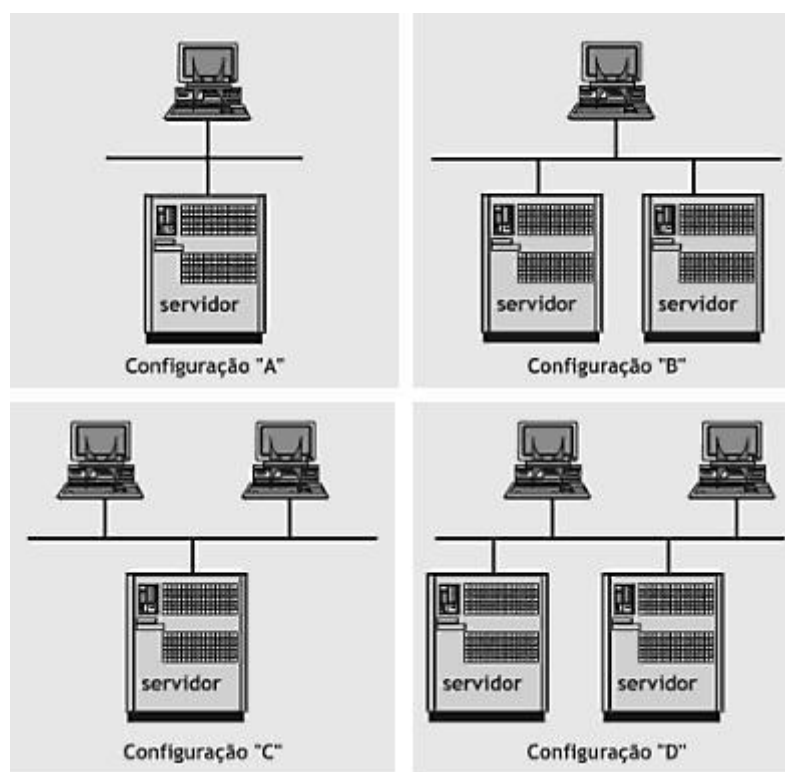 servidor
Configuração "A"
servidor servidor
Configuração "B"
servidor
Configuração "C"
servidor servidor
Configuração "D"